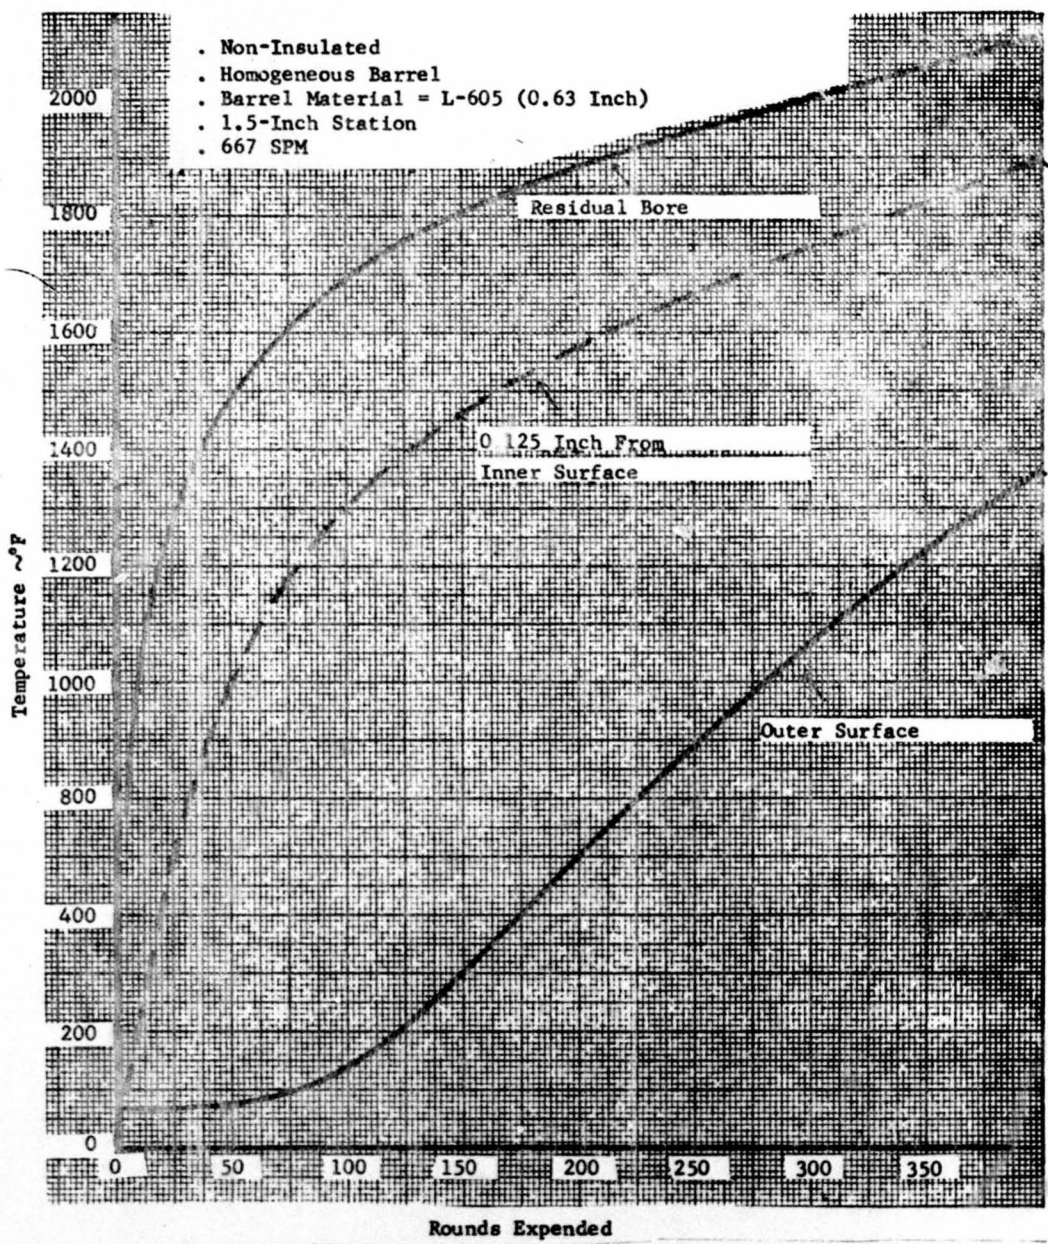 . Non-Insulated
. Homogeneous Barrel
. Barrel Material = L-605 (0.63 Inch)
. 1.5-Inch Station
. 667 SPM
2000
Residual Bore
1800
1600
0.125 Inch From
1400
Inner Surface
1200
Temperature ~°F
1000
Outer Surface
800
400
200
0
0 50 100 150 200 250 300 350
Rounds Expended